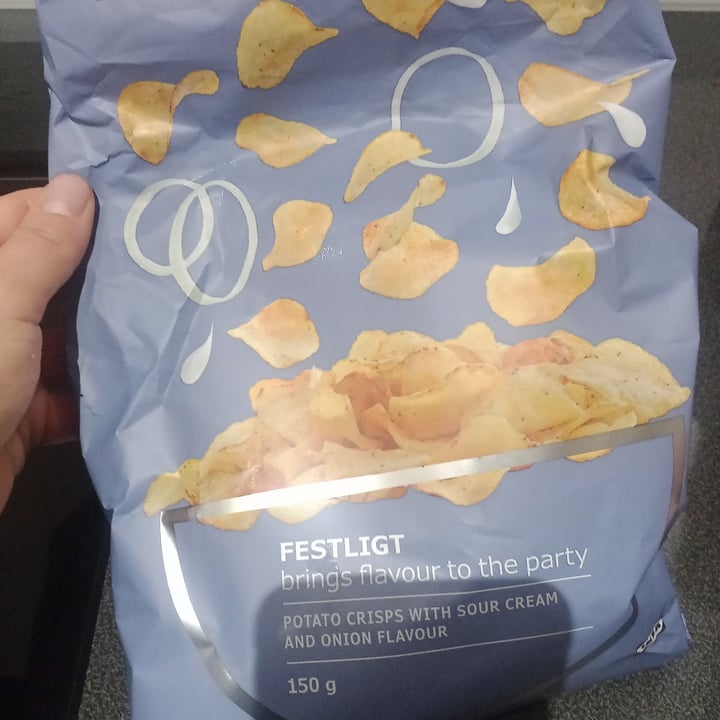 FESTLIGT
brings flavour to the party
POTATO CRISPS WITH SOUR CREAM
AND ONION FLAVOUR
150 g